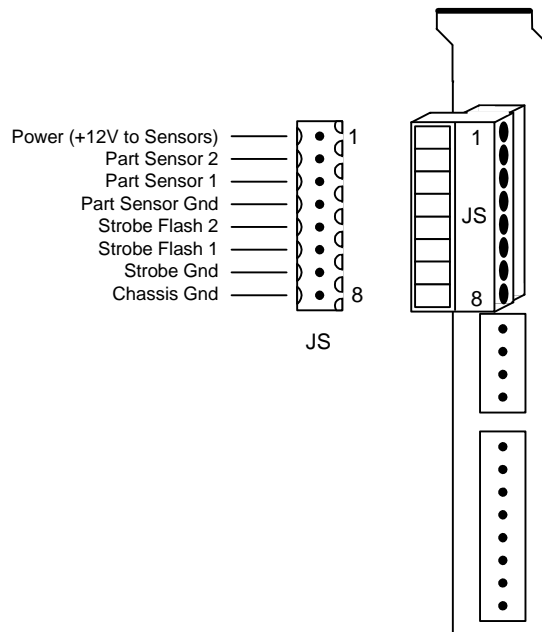 Power (+12V to Sensors)
Part Sensor 2
Part Sensor 1
Part Sensor Gnd
Strobe Flash 2
Strobe Flash 1
Strobe Gnd
Chassis Gnd
1
8
JS
1
JS
8